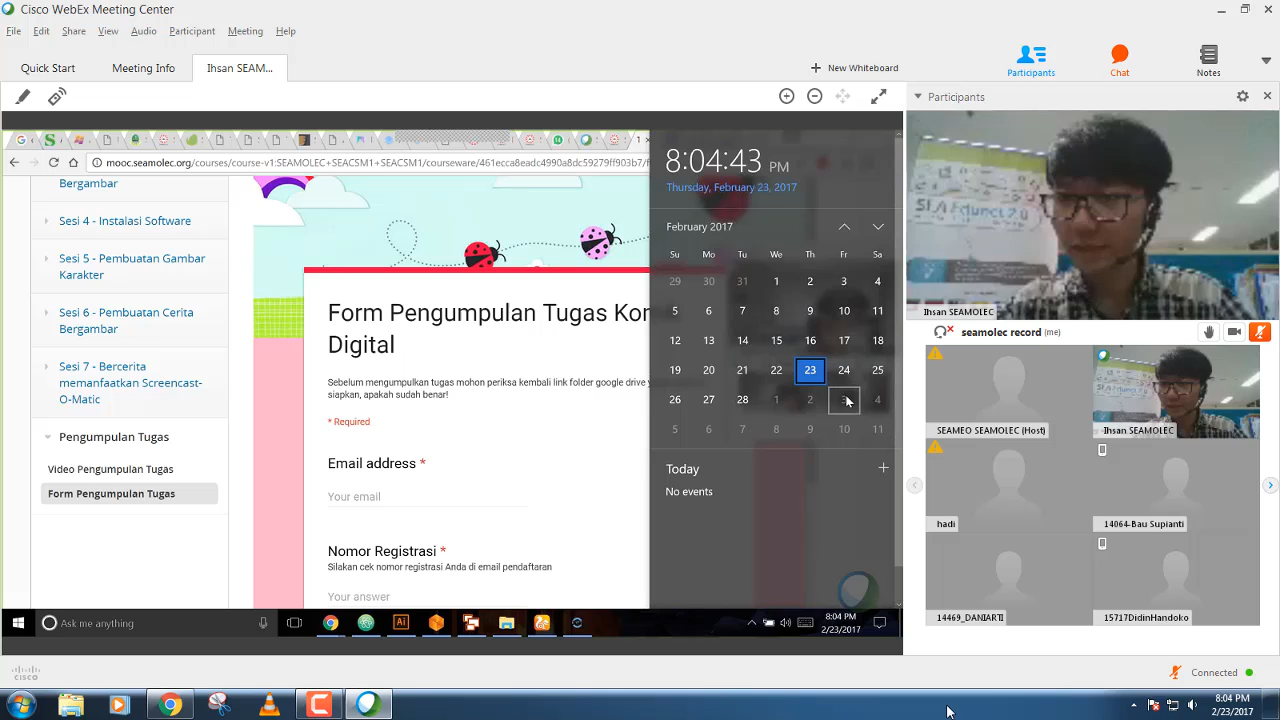 Cisco WebEx Meeting Center
File Edit Share View Audio Participant Meeting Help
Quick Start Meeting Info Ihsan SEAM...
New Whiteboard
Participants Chat Notes
Participants
mooc.seamolec.org/courses/course-v1:SEAMOLEC+SEACSM1+SEACSM1/courseware/461ecca8eadc4990a8dc59279ff903b7/f
Bergambar
Sesi 4 - Instalasi Software
Sesi 5 - Pembuatan Gambar
Karakter
Sesi 6 - Pembuatan Cerita
Bergambar
Sesi 7 - Bercerita
memanfaatkan Screencast-
O-Matic
Pengumpulan Tugas
Video Pengumpulan Tugas
Form Pengumpulan Tugas
Form Pengumpulan Tugas Kon
Digital
Sebelum mengumpulkan tugas mohon periksa kembali link folder google drive y
siapkan, apakah sudah benar!
* Required
Email address *
Your email
Nomor Registrasi *
Silakan cek nomor registrasi Anda di email pendaftaran
Your answer
8:04:43 PM
Thursday, February 23, 2017
February 2017
Su Mo Tu We Th Fr Sa
29 30 31 1 2 3 4
5 6 7 8 9 10 11
12 13 14 15 16 17 18
19 20 21 22 23 24 25
26 27 28 1 2 3 4
5 6 7 8 9 10 11
Today
No events
Ask me anything
8:04 PM
2/23/2017
Ihsan SEAMOLEC
seamolec record (me)
SEAMEO SEAMOLEC (Host)
Ihsan SEAMOLEC
hadi
14064-Bau Supianti
14469_DANIARTI
15717DidinHandoko
cisco
Connected
8:04 PM
2/23/2017